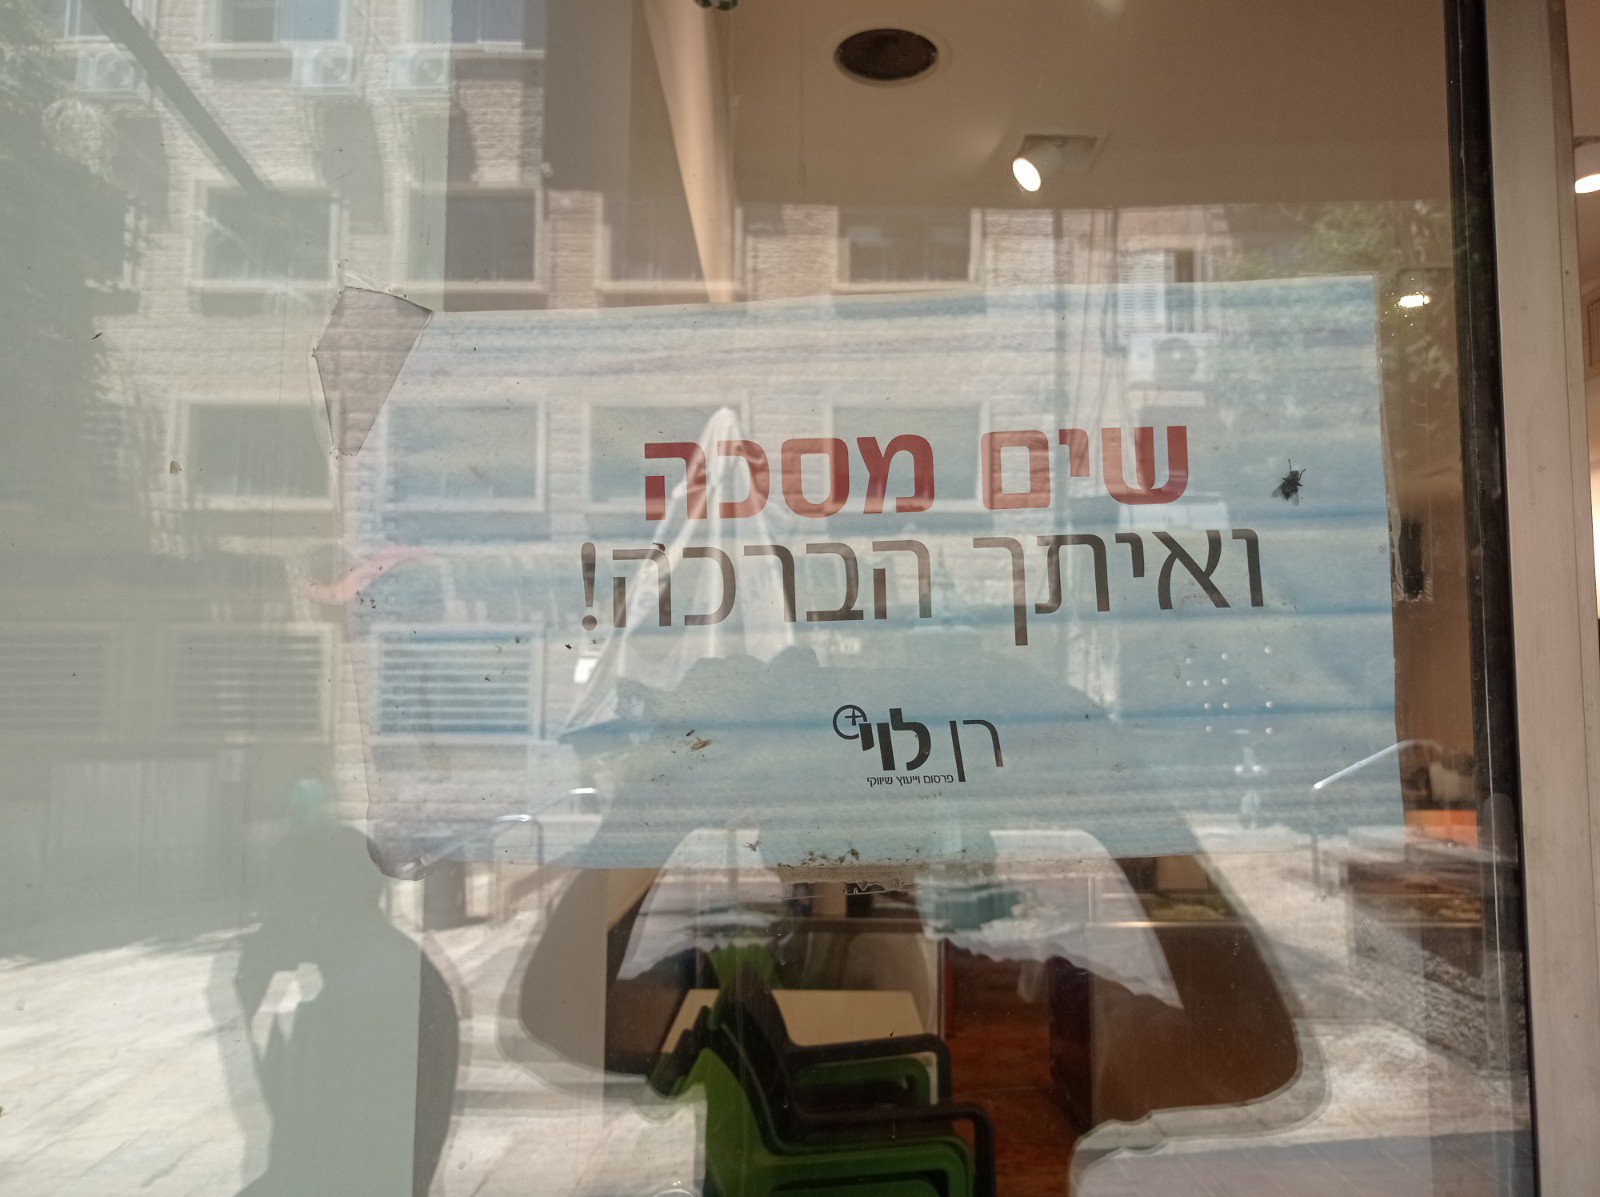 שים מסכה
ואיתך הברכה!
רן לוי
פרסום וייעוץ שיווקי